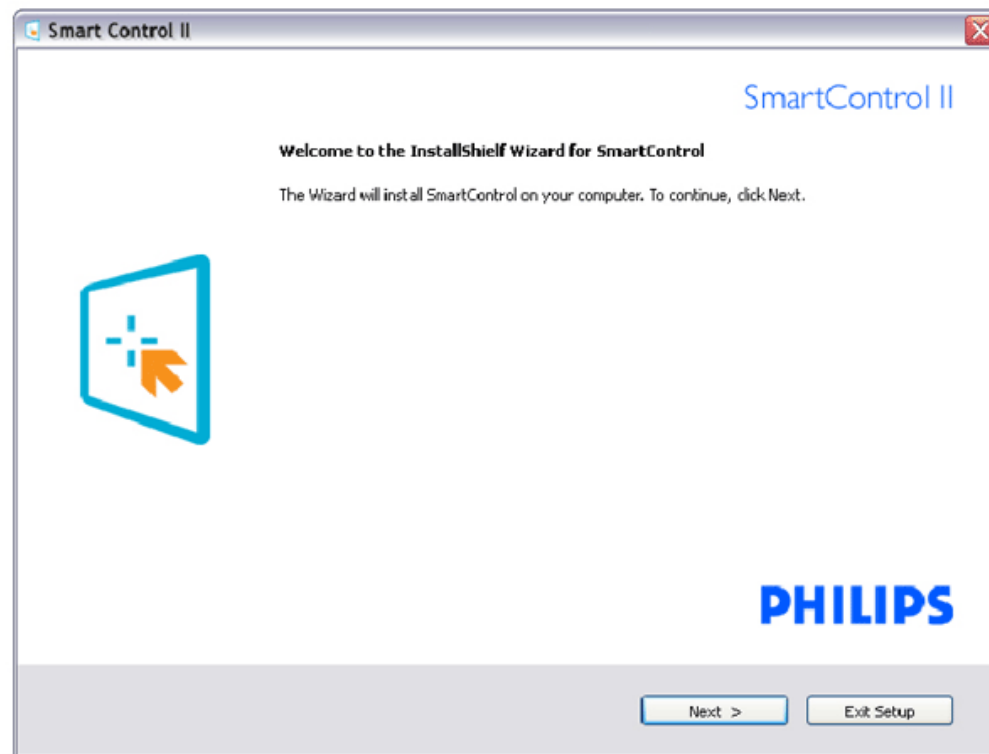 Smart Control II
SmartControl II
Welcome to the InstallShielf Wizard for SmartControl
The Wizard will install SmartControl on your computer. To continue, click Next.
PHILIPS
Next >
Exit Setup